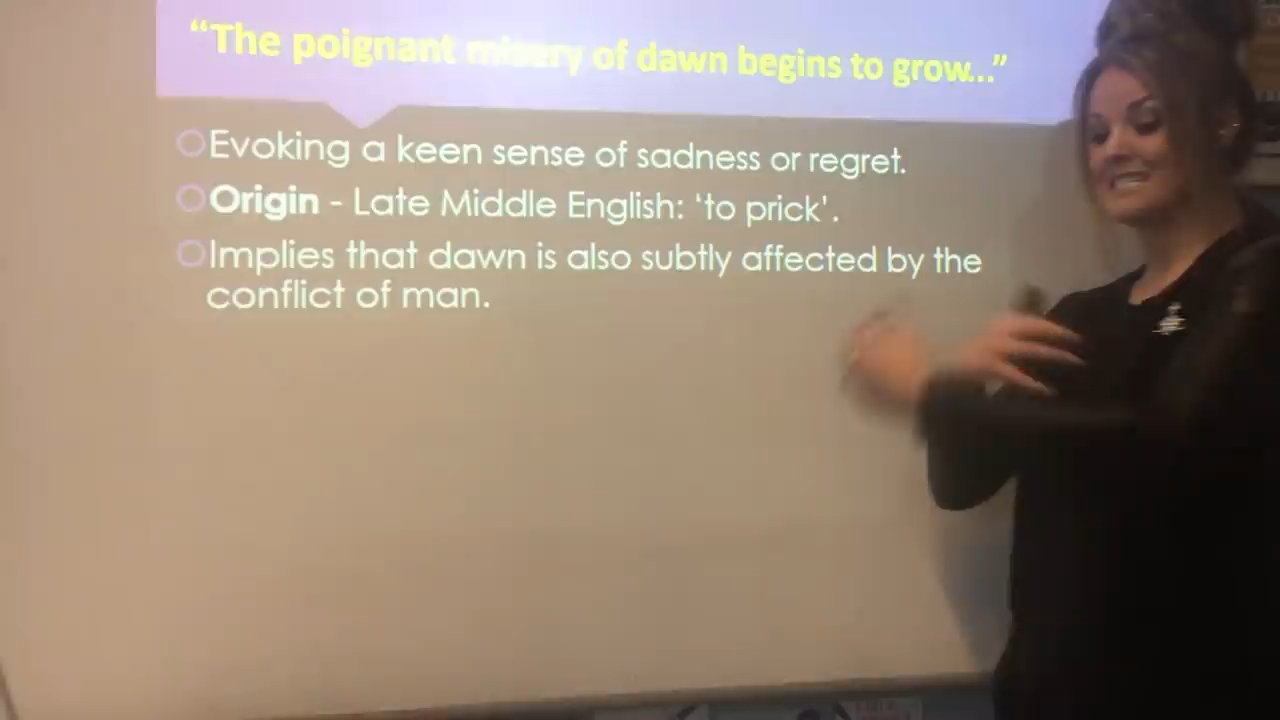 “The poignant misery of dawn begins to grow...”
Evoking a keen sense of sadness or regret.
Origin - Late Middle English: ‘to prick’.
Implies that dawn is also subtly affected by the
conflict of man.